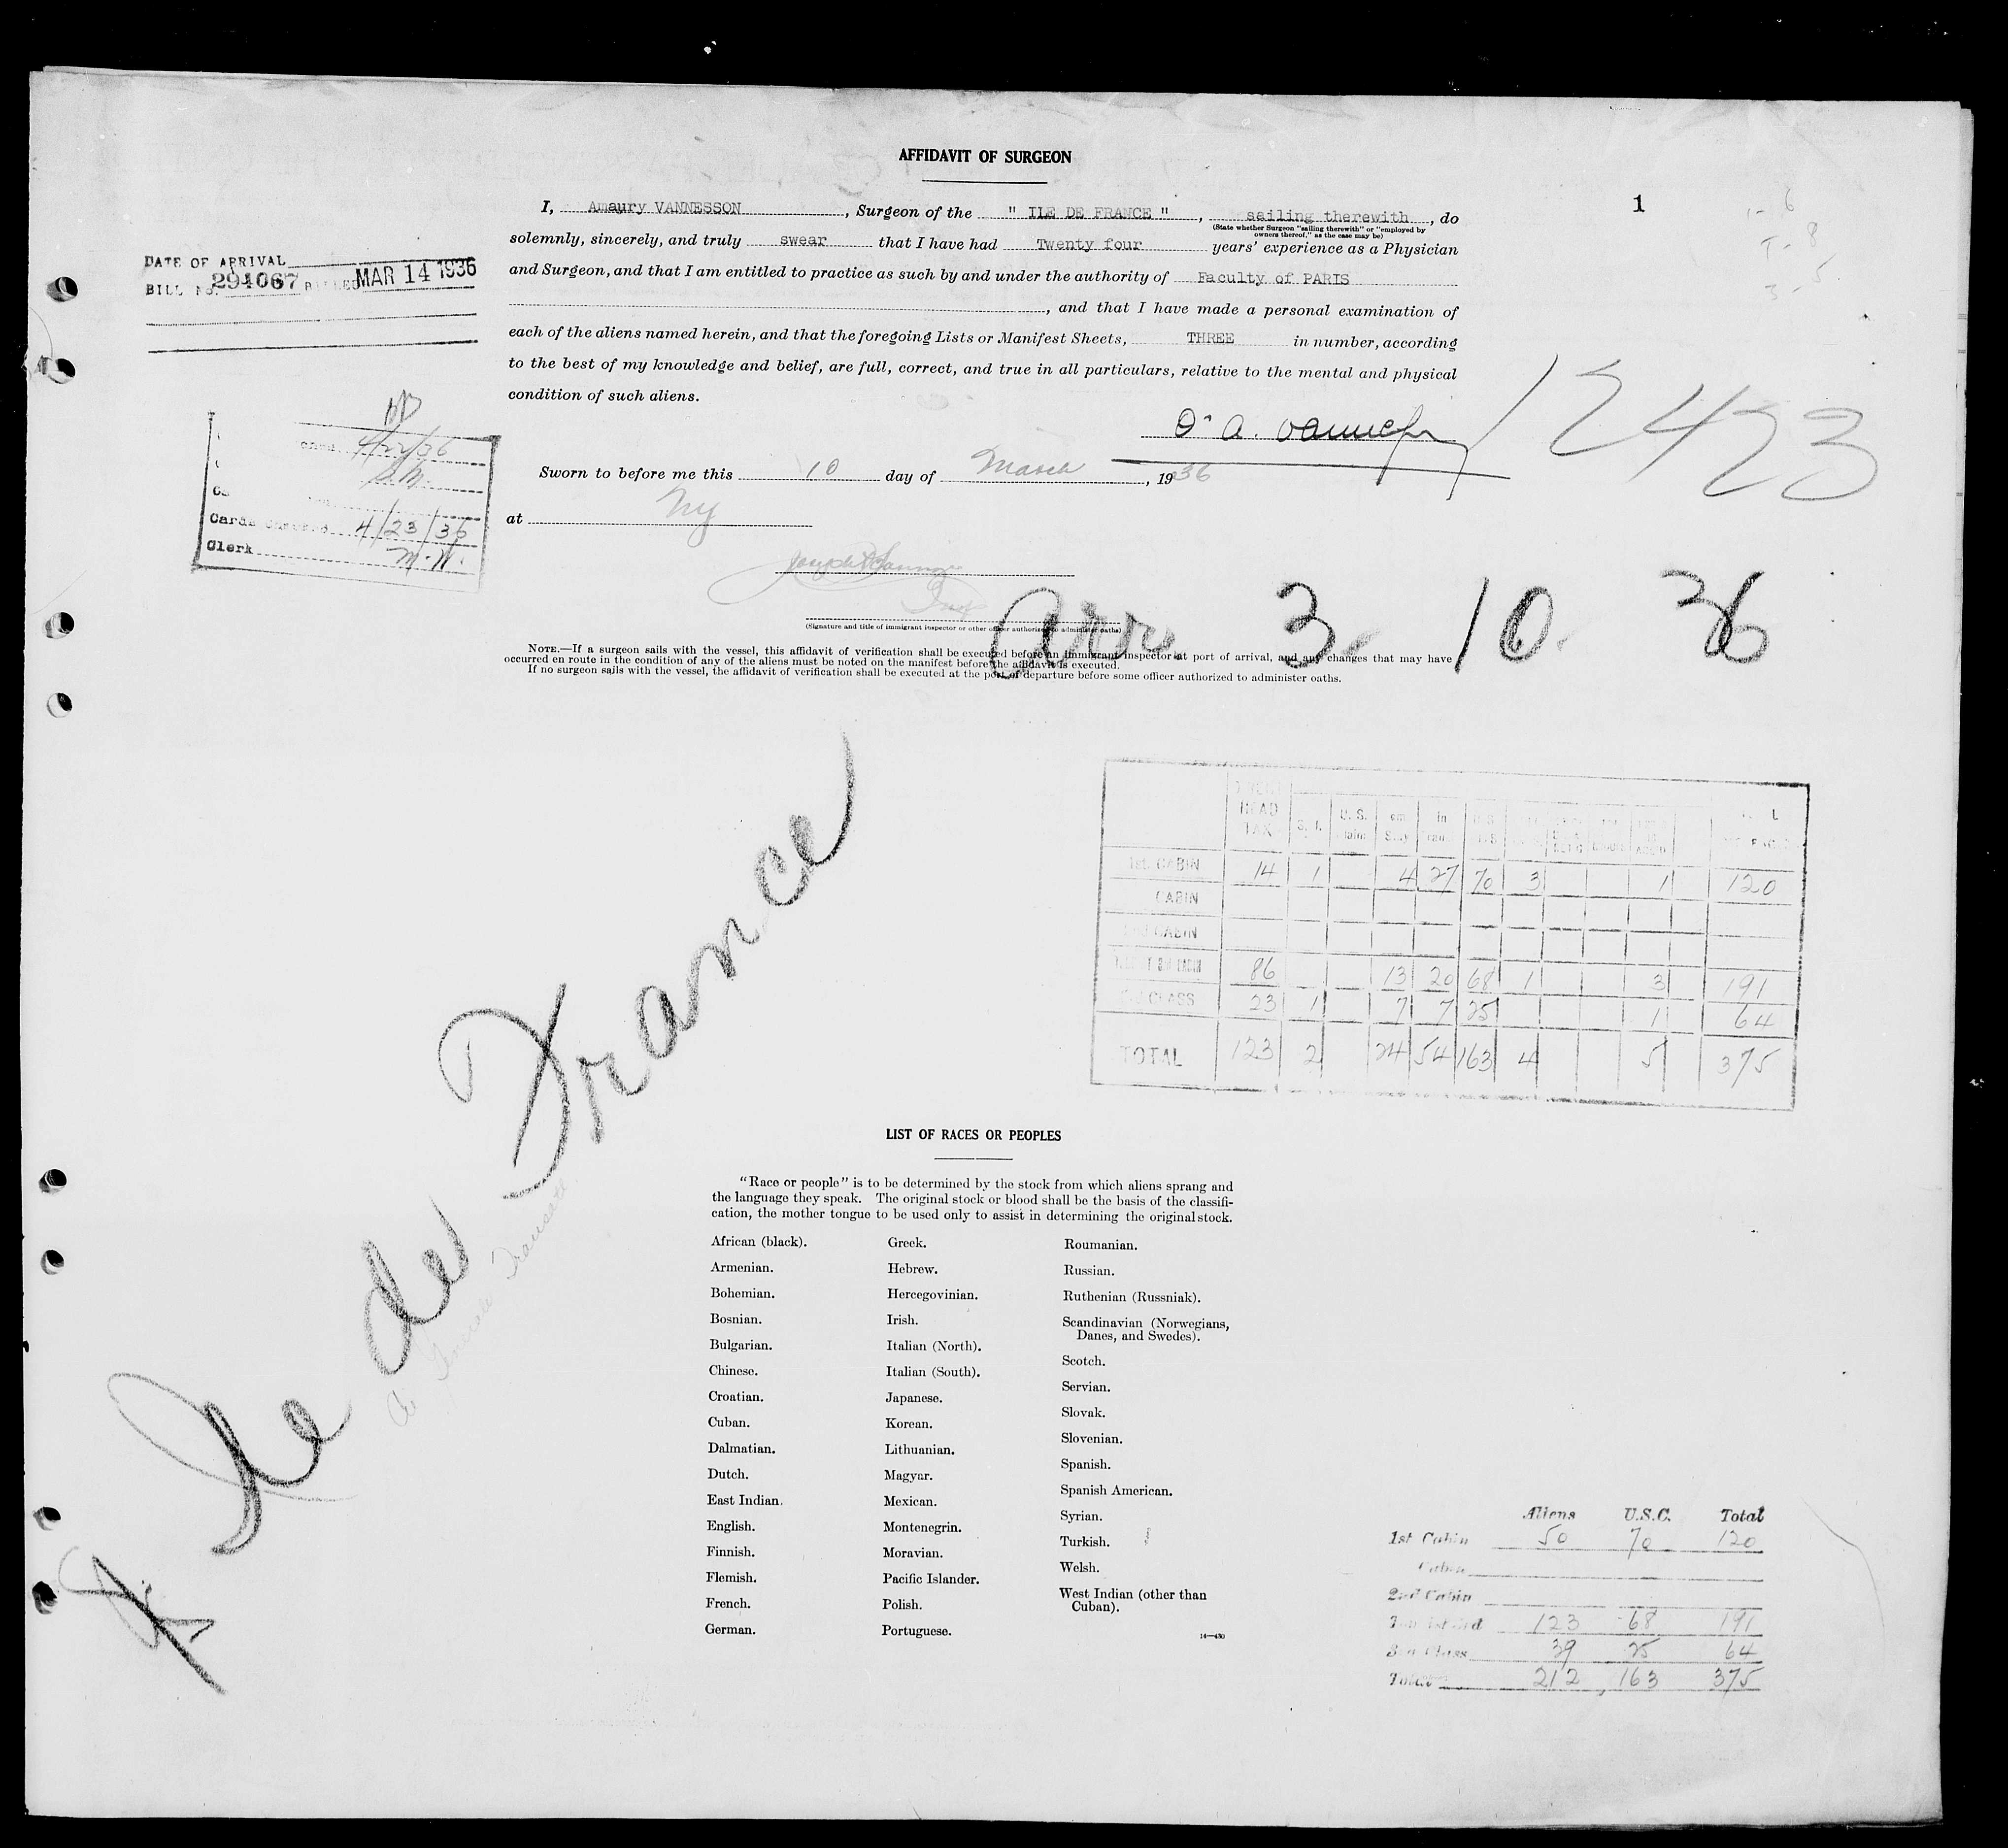 AFFIDAVIT OF SURGEON
1
I, Amaury VANNESSON, Surgeon of the " ILE DE FRANCE ", sailing therewith, do
(State whether Surgeon "sailing therewith" or "employed by
owners thereof," as the case may be)
solemnly, sincerely, and truly swear that I have had Twenty four years' experience as a Physician
and Surgeon, and that I am entitled to practice as such by and under the authority of Faculty of PARIS
, and that I have made a personal examination of
each of the aliens named herein, and that the foregoing Lists or Manifest Sheets, THREE in number, according
to the best of my knowledge and belief, are full, correct, and true in all particulars, relative to the mental and physical
condition of such aliens.
DATE OF ARRIVAL
BILL No. 294067 BILLED MAR 14 1936
4/22/36
Cards 4/23/36
Clerk M.W.
12423
Sworn to before me this 10 day of March, 1936
at NY
(Signature and title of immigrant inspector or other officer authorized to administer oaths)
Arr 3. 10. 36
NOTE.—If a surgeon sails with the vessel, this affidavit of verification shall be executed before an immigrant inspector at port of arrival, and any changes that may have
occurred en route in the condition of any of the aliens must be noted on the manifest before the affidavit is executed.
If no surgeon sails with the vessel, the affidavit of verification shall be executed at the port of departure before some officer authorized to administer oaths.
Ile de France
HEAD TAX S. I. U. S. in
1st CABIN 14 1 4 27 70 3 1 120
CABIN
CABIN
86 13 20 68 1 3 191
CLASS 23 1 7 7 25 1 64
TOTAL 123 2 24 54 163 4 5 375
LIST OF RACES OR PEOPLES
"Race or people" is to be determined by the stock from which aliens sprang and
the language they speak. The original stock or blood shall be the basis of the classifi-
cation, the mother tongue to be used only to assist in determining the original stock.
African (black).
Armenian.
Bohemian.
Bosnian.
Bulgarian.
Chinese.
Croatian.
Cuban.
Dalmatian.
Dutch.
East Indian.
English.
Finnish.
Flemish.
French.
German.
Greek.
Hebrew.
Hercegovinian.
Irish.
Italian (North).
Italian (South).
Japanese.
Korean.
Lithuanian.
Magyar.
Mexican.
Montenegrin.
Moravian.
Pacific Islander.
Polish.
Portuguese.
Roumanian.
Russian.
Ruthenian (Russniak).
Scandinavian (Norwegians,
Danes, and Swedes).
Scotch.
Servian.
Slovak.
Slovenian.
Spanish.
Spanish American.
Syrian.
Turkish.
Welsh.
West Indian (other than
Cuban).
14—430
Aliens U.S.C. Total
1st Cabin 50 70 120
Cabin
2nd Cabin
123 68 191
3rd Class 39 25 64
Total 212 163 375